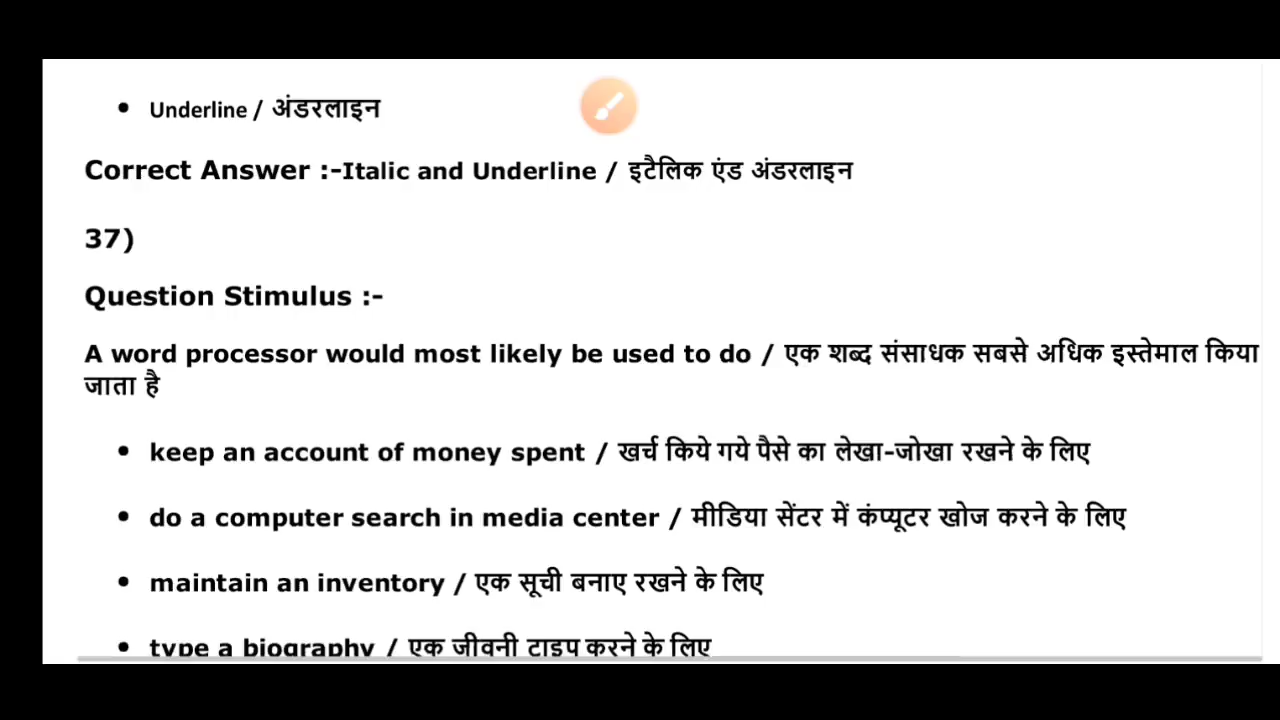 • Underline / अंडरलाइन
Correct Answer :-Italic and Underline / इटैलिक एंड अंडरलाइन
37)
Question Stimulus :-
A word processor would most likely be used to do / एक शब्द संसाधक सबसे अधिक इस्तेमाल किया
जाता है
• keep an account of money spent / खर्च किये गये पैसे का लेखा-जोखा रखने के लिए
• do a computer search in media center / मीडिया सेंटर में कंप्यूटर खोज करने के लिए
• maintain an inventory / एक सूची बनाए रखने के लिए
• type a biography / एक जीवनी टाइप करने के लिए